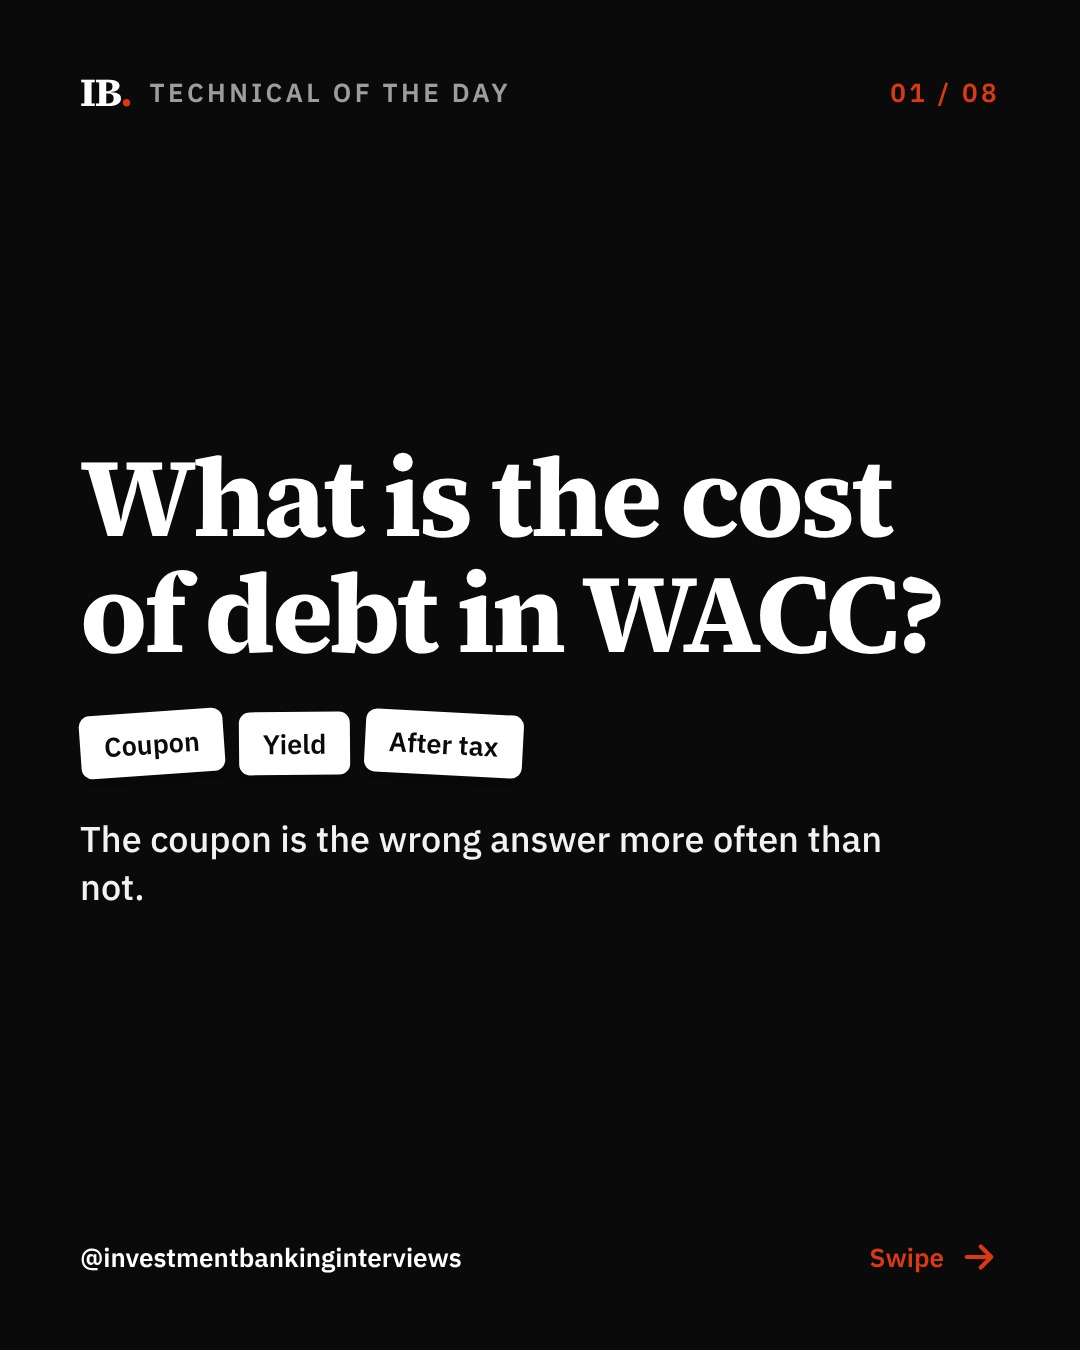 IB. TECHNICAL OF THE DAY
01 / 08
What is the cost
of debt in WACC?
Coupon Yield After tax
The coupon is the wrong answer more often than
not.
@investmentbankinginterviews
Swipe →